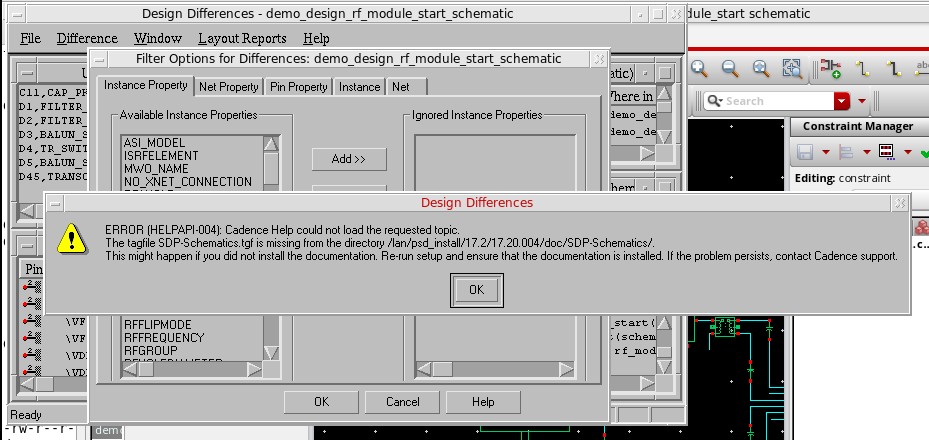 Design Differences - demo_design_rf_module_start_schematic
dule_start schematic
File Difference Window Layout Reports Help
Filter Options for Differences: demo_design_rf_module_start_schematic
Instance Property Net Property Pin Property Instance Net
C11,CAP_PH
D1,FILTER_
D2,FILTER_
D3,BALUN_S
D4,TR_SWIT
D5,BALUN_S
D45,TRANSC
Available Instance Properties
ASI_MODEL
ISRFELEMENT
MWO_NAME
NO_XNET_CONNECTION
Add >>
Ignored Instance Properties
atic)
Where in
demo_de
demo_de
hem
Search
Constraint Manager
Editing: constraint
Design Differences
ERROR (HELPAPI-004): Cadence Help could not load the requested topic.
The tagfile SDP-Schematics.tgf is missing from the directory /lan/psd_install/17.2/17.20.004/doc/SDP-Schematics/.
This might happen if you did not install the documentation. Re-run setup and ensure that the documentation is installed. If the problem persists, contact Cadence support.
OK
Pin
\VF
\VF
\VD
\VD
RFFLIPMODE
RFFREQUENCY
RFGROUP
_start(
(schem
rf_mod
OK Cancel Help
Ready
-rw-r--r-
demo